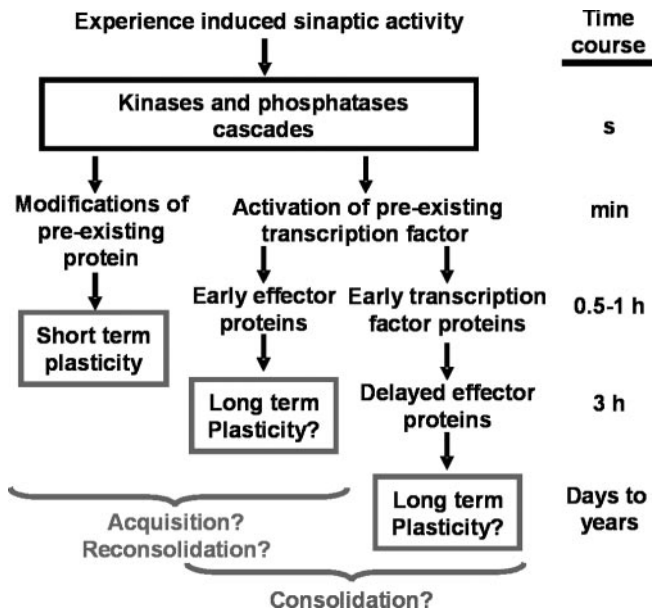 Experience induced sinaptic activity
Time
course
Kinases and phosphatases
cascades
s
Modifications of
pre-existing
protein
Activation of pre-existing
transcription factor
min
Early effector
proteins
Early transcription
factor proteins
0.5-1 h
Short term
plasticity
Long term
Plasticity?
Delayed effector
proteins
3 h
Long term
Plasticity?
Days to
years
Acquisition?
Reconsolidation?
Consolidation?